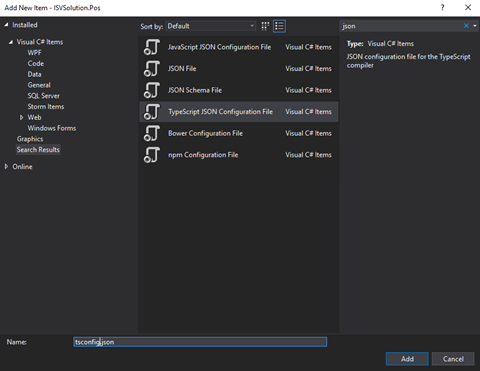 Add New Item - ISVSolution.Pos
Installed
Sort by: Default
json
Visual C# Items
WPF
Code
Data
General
SQL Server
Storm Items
Web
Windows Forms
Graphics
Search Results
Online
JavaScript JSON Configuration File Visual C# Items
JSON File Visual C# Items
JSON Schema File Visual C# Items
TypeScript JSON Configuration File Visual C# Items
Bower Configuration File Visual C# Items
npm Configuration File Visual C# Items
Type: Visual C# Items
JSON configuration file for the TypeScript
compiler
Name: tsconfig.json
Add Cancel